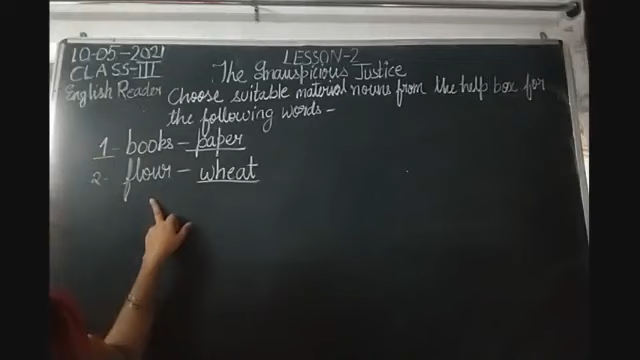 10-05-2021
CLASS-III
English Reader
LESSON-2
The Inauspicious Justice
Choose suitable material nouns from the help box for
the following words-
1- books - paper
2- flour - wheat